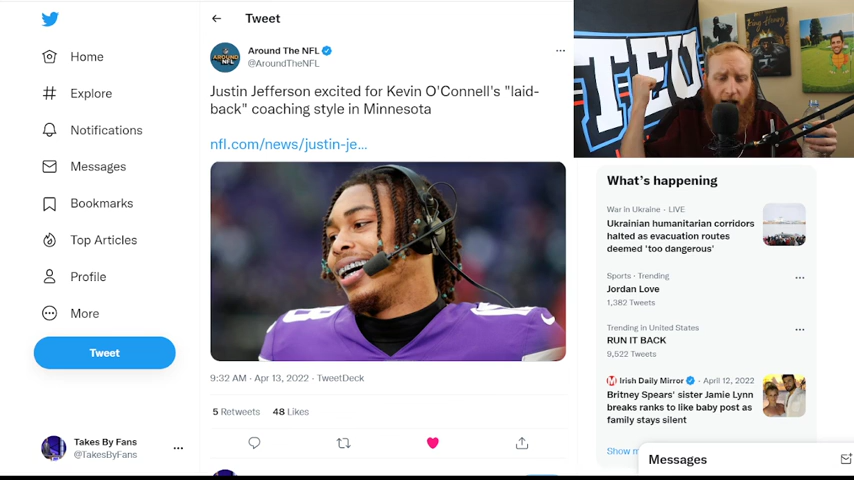 Tweet
Home
Explore
Notifications
Messages
Bookmarks
Top Articles
Profile
More
Tweet
Takes By Fans
@TakesByFans
Around The NFL
@AroundTheNFL
Justin Jefferson excited for Kevin O'Connell's "laid-
back" coaching style in Minnesota
nfl.com/news/justin-je...
9:32 AM · Apr 13, 2022 · TweetDeck
5 Retweets 48 Likes
TEU
What's happening
War in Ukraine · LIVE
Ukrainian humanitarian corridors
halted as evacuation routes
deemed 'too dangerous'
Sports · Trending
Jordan Love
1,382 Tweets
Trending in United States
RUN IT BACK
9,522 Tweets
Irish Daily Mirror · April 12, 2022
Britney Spears' sister Jamie Lynn
breaks ranks to like baby post as
family stays silent
Show m
Messages